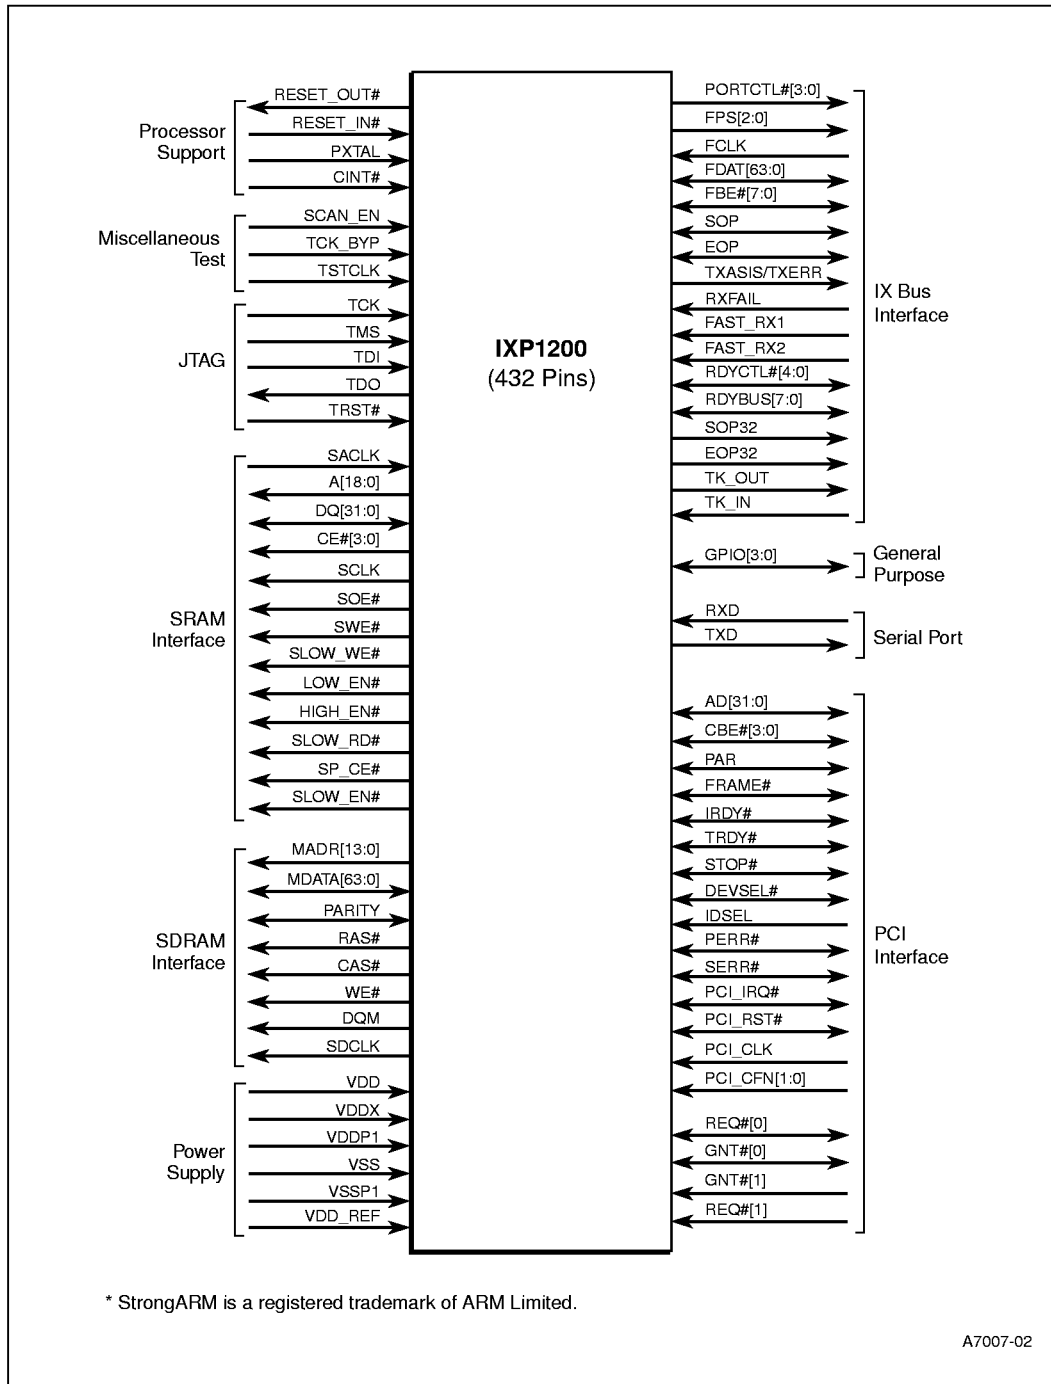 RESET_OUT#
RESET_IN#
PXTAL
CINT#
Processor
Support
SCAN_EN
TCK_BYP
TSTCLK
Miscellaneous
Test
TCK
TMS
TDI
TDO
TRST#
JTAG
SACLK
A[18:0]
DQ[31:0]
CE#[3:0]
SCLK
SOE#
SWE#
SLOW_WE#
LOW_EN#
HIGH_EN#
SLOW_RD#
SP_CE#
SLOW_EN#
SRAM
Interface
MADR[13:0]
MDATA[63:0]
PARITY
RAS#
CAS#
WE#
DQM
SDCLK
SDRAM
Interface
VDD
VDDX
VDDP1
VSS
VSSP1
VDD_REF
Power
Supply
IXP1200
(432 Pins)
PORTCTL#[3:0]
FPS[2:0]
FCLK
FDAT[63:0]
FBE#[7:0]
SOP
EOP
TXASIS/TXERR
RXFAIL
FAST_RX1
FAST_RX2
RDYCTL#[4:0]
RDYBUS[7:0]
SOP32
EOP32
TK_OUT
TK_IN
IX Bus
Interface
GPIO[3:0]
General
Purpose
RXD
TXD
Serial Port
AD[31:0]
CBE#[3:0]
PAR
FRAME#
IRDY#
TRDY#
STOP#
DEVSEL#
IDSEL
PERR#
SERR#
PCI_IRQ#
PCI_RST#
PCI_CLK
PCI_CFN[1:0]
REQ#[0]
GNT#[0]
GNT#[1]
REQ#[1]
PCI
Interface
* StrongARM is a registered trademark of ARM Limited.
A7007-02